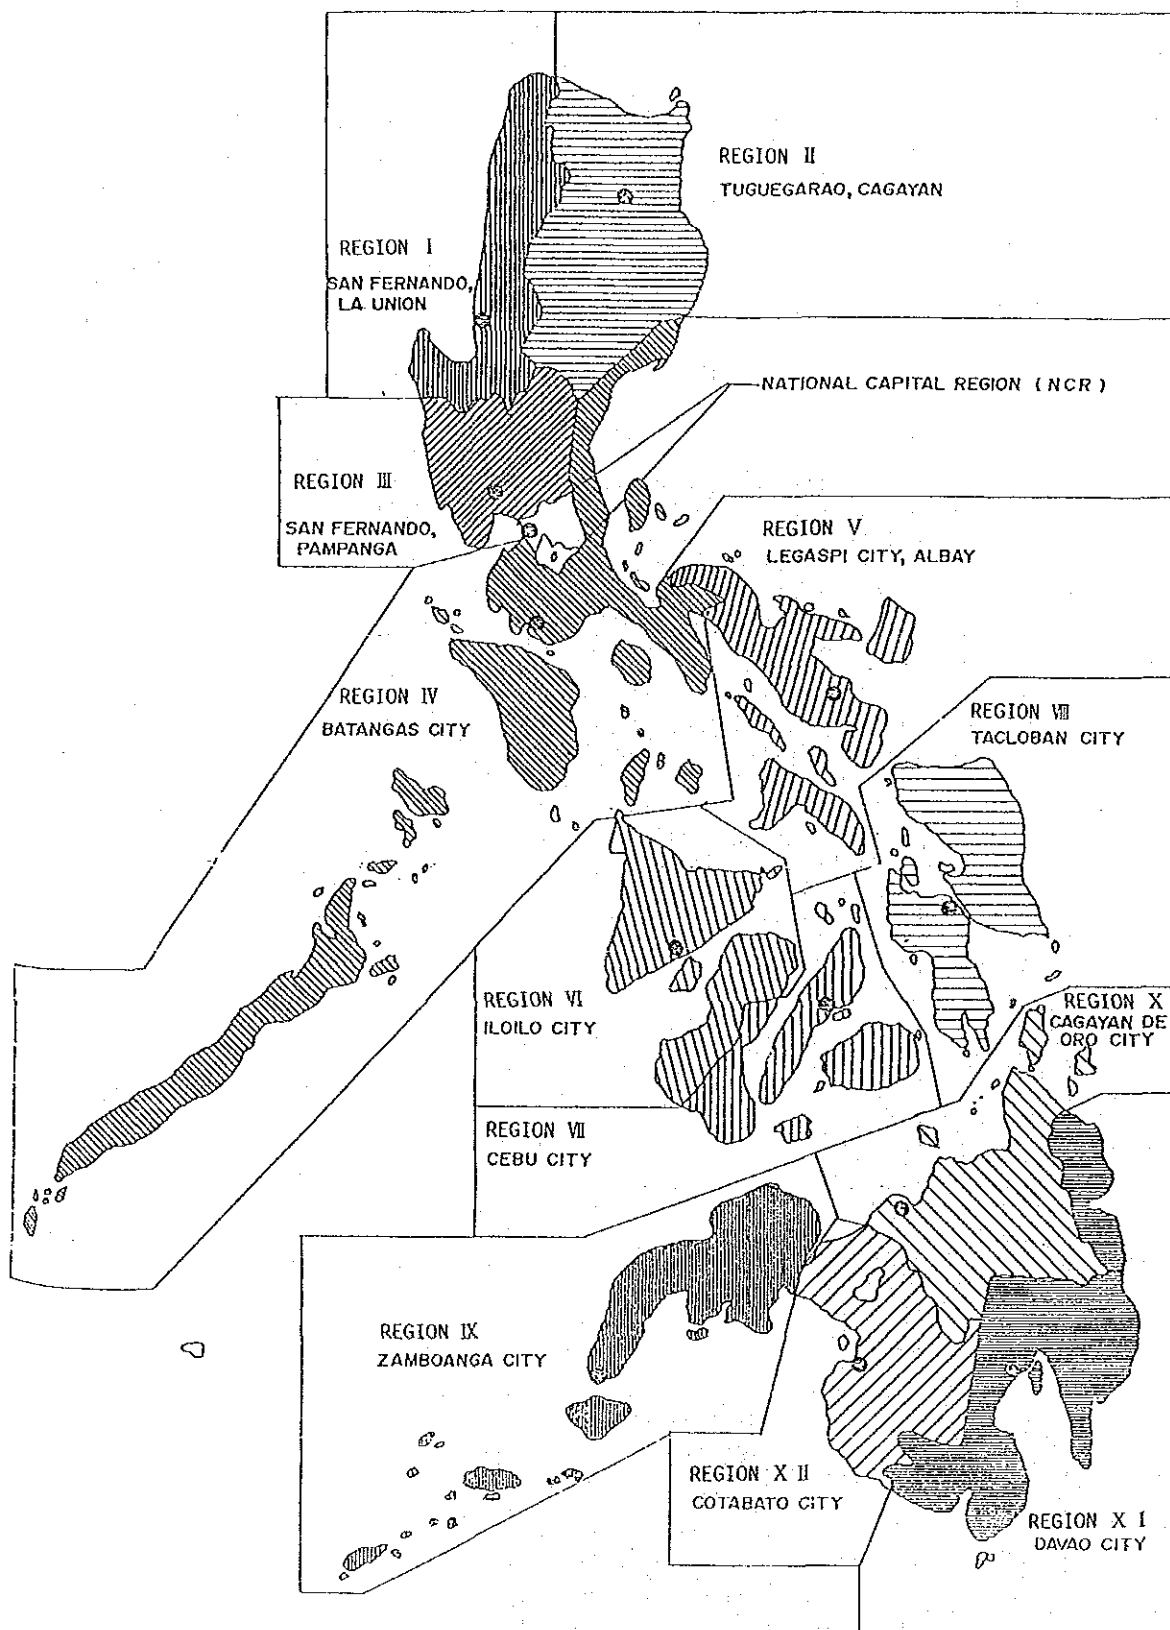 REGION II
TUGUEGARAO, CAGAYAN
REGION I
SAN FERNANDO,
LA UNION
NATIONAL CAPITAL REGION (NCR)
REGION III
SAN FERNANDO,
PAMPANGA
REGION V
LEGASPI CITY, ALBAY
REGION IV
BATANGAS CITY
REGION VIII
TACLOBAN CITY
REGION VI
ILOILO CITY
REGION X
CAGAYAN DE
ORO CITY
REGION VII
CEBU CITY
REGION IX
ZAMBOANGA CITY
REGION XII
COTABATO CITY
REGION XI
DAVAO CITY